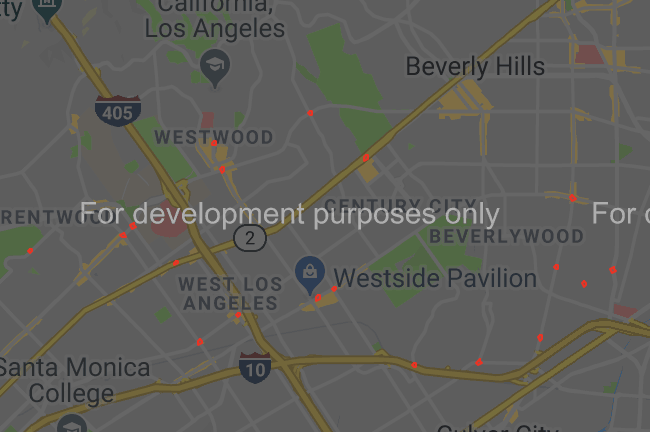 tty
California,
Los Angeles
Beverly Hills
405
WESTWOOD
RENTWOOD
CENTURY CITY
For development purposes only
For d
2
BEVERLYWOOD
WEST LOS
ANGELES
Westside Pavilion
Santa Monica
College
10
Culver City